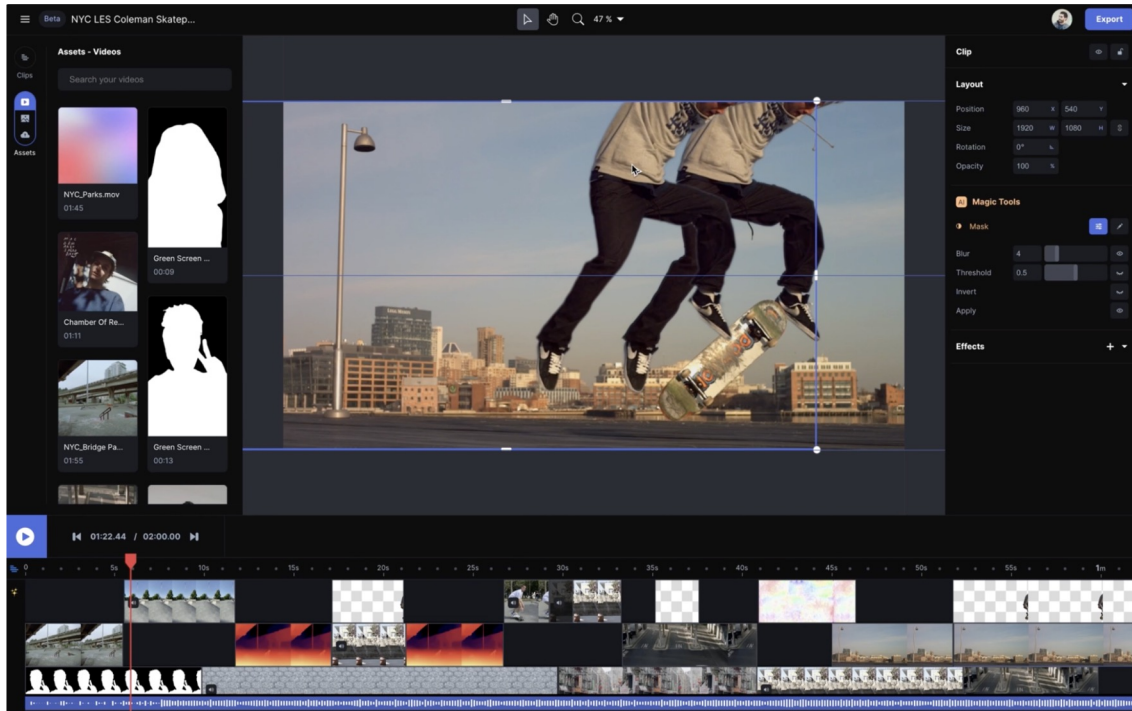 Beta
NYC LES Coleman Skatep...
47 %
Export
Clips
Assets
Assets - Videos
Search your videos
NYC_Parks.mov
01:45
Green Screen ...
00:09
Chamber Of Re...
01:11
NYC_Bridge Pa...
01:55
Green Screen ...
00:13
Clip
Layout
Position 960 X 540 Y
Size 1920 W 1080 H
Rotation 0°
Opacity 100 %
AI Magic Tools
Mask
Blur 4
Threshold 0.5
Invert
Apply
Effects
01:22.44 / 02:00.00
0 5s 10s 15s 20s 25s 30s 35s 40s 45s 50s 55s 1m